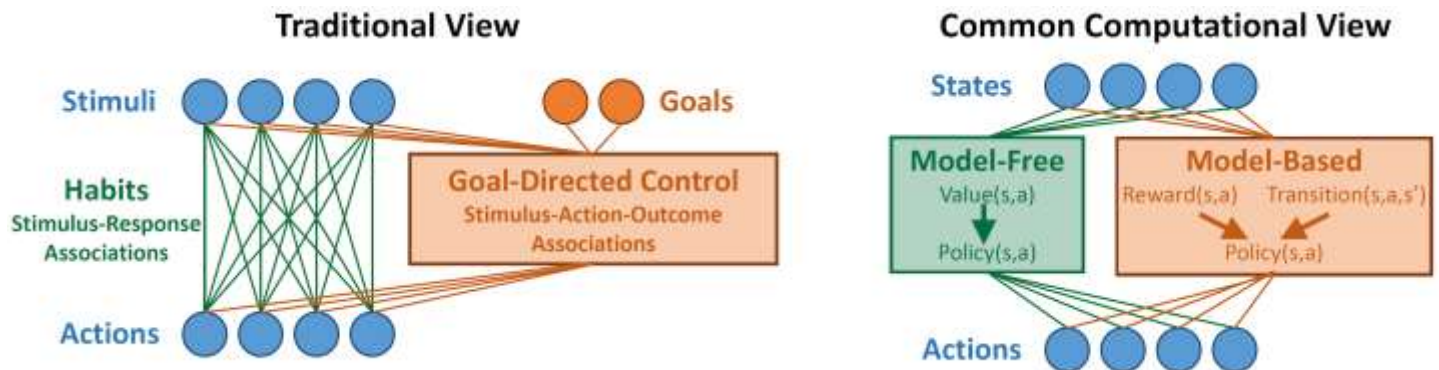 Traditional View
Stimuli
Goals
Habits
Stimulus-Response
Associations
Goal-Directed Control
Stimulus-Action-Outcome
Associations
Actions
Common Computational View
States
Model-Free
Value(s,a)
Policy(s,a)
Model-Based
Reward(s,a) Transition(s,a,s')
Policy(s,a)
Actions